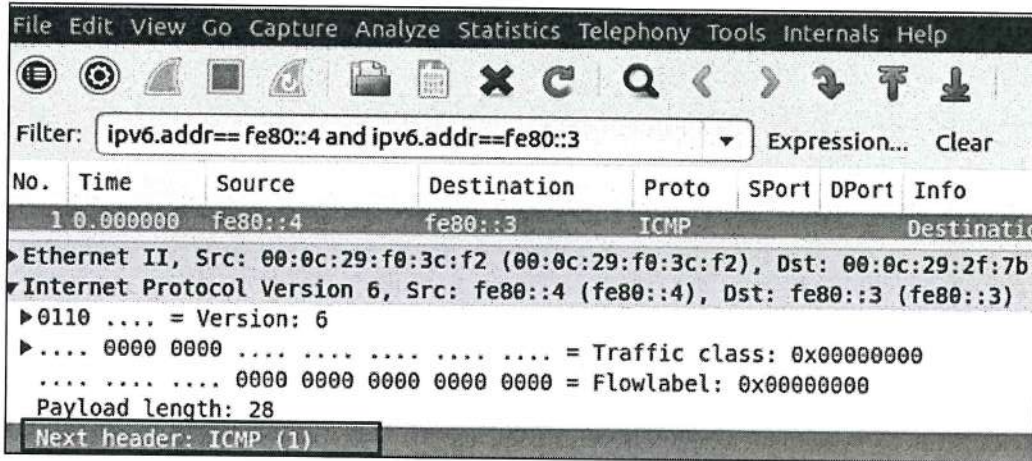 File Edit View Go Capture Analyze Statistics Telephony Tools Internals Help
Filter: ipv6.addr== fe80::4 and ipv6.addr==fe80::3 Expression... Clear
No. Time Source Destination Proto SPort DPort Info
1 0.000000 fe80::4 fe80::3 ICMP Destinatio
Ethernet II, Src: 00:0c:29:f0:3c:f2 (00:0c:29:f0:3c:f2), Dst: 00:0c:29:2f:7b
Internet Protocol Version 6, Src: fe80::4 (fe80::4), Dst: fe80::3 (fe80::3)
0110 .... = Version: 6
.... 0000 0000 .... .... .... .... .... = Traffic class: 0x00000000
.... .... .... 0000 0000 0000 0000 0000 = Flowlabel: 0x00000000
Payload length: 28
Next header: ICMP (1)